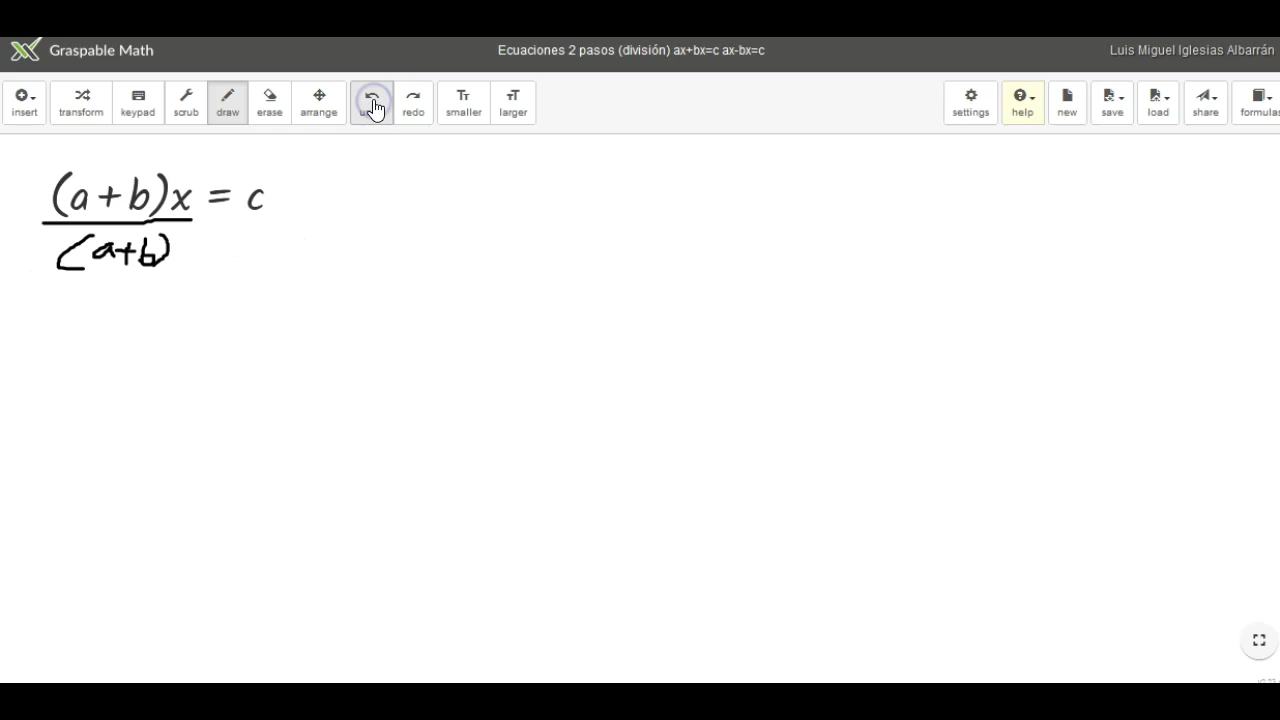 Graspable Math Ecuaciones 2 pasos (división) ax+bx=c ax-bx=c Luis Miguel Iglesias Albarrán
insert transform keypad scrub draw erase arrange redo smaller larger settings help new save load share formulas
(a+b)x = c
(a+b)